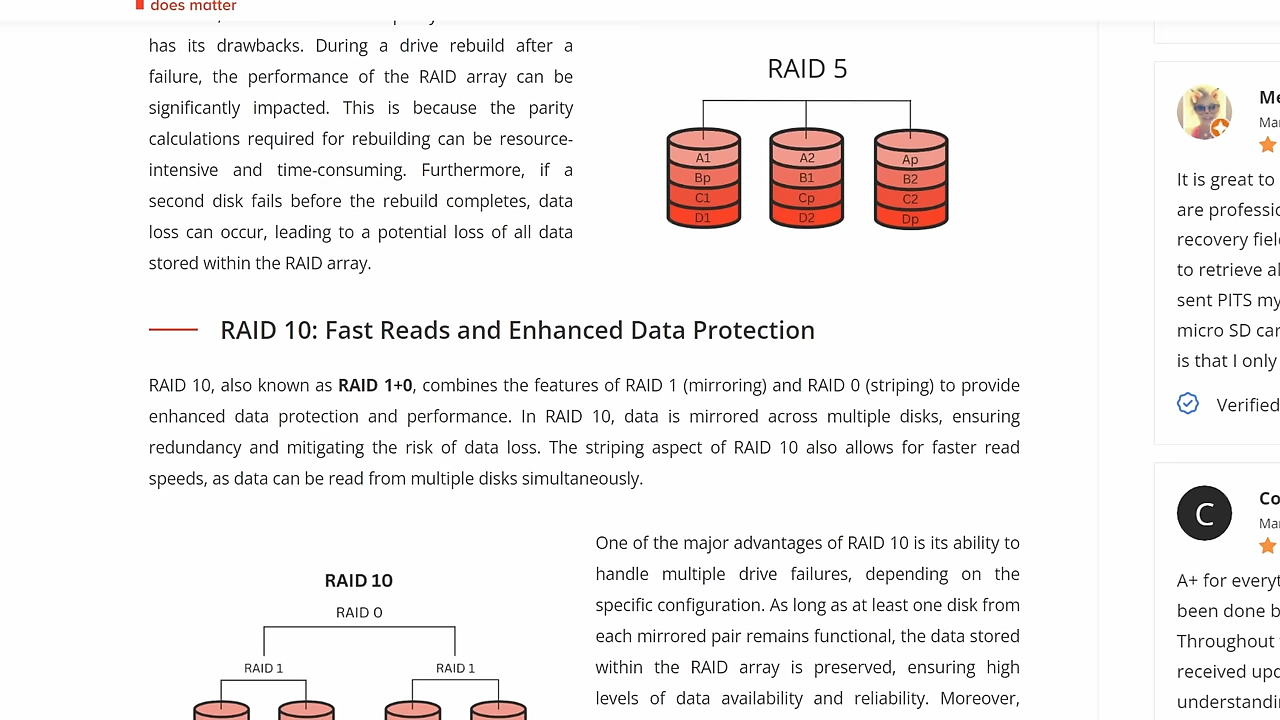 does matter
has its drawbacks. During a drive rebuild after a
failure, the performance of the RAID array can be
significantly impacted. This is because the parity
calculations required for rebuilding can be resource-
intensive and time-consuming. Furthermore, if a
second disk fails before the rebuild completes, data
loss can occur, leading to a potential loss of all data
stored within the RAID array.
RAID 5
A1 A2 Ap
Bp B1 B2
C1 Cp C2
D1 D2 Dp
RAID 10: Fast Reads and Enhanced Data Protection
RAID 10, also known as RAID 1+0, combines the features of RAID 1 (mirroring) and RAID 0 (striping) to provide
enhanced data protection and performance. In RAID 10, data is mirrored across multiple disks, ensuring
redundancy and mitigating the risk of data loss. The striping aspect of RAID 10 also allows for faster read
speeds, as data can be read from multiple disks simultaneously.
RAID 10
RAID 0
RAID 1 RAID 1
One of the major advantages of RAID 10 is its ability to
handle multiple drive failures, depending on the
specific configuration. As long as at least one disk from
each mirrored pair remains functional, the data stored
within the RAID array is preserved, ensuring high
levels of data availability and reliability. Moreover,
Me
Mar
It is great to
are professio
recovery fiel
to retrieve al
sent PITS my
micro SD car
is that I only
Verified
C
Co
Mar
A+ for everyt
been done b
Throughout
received upd
understandin